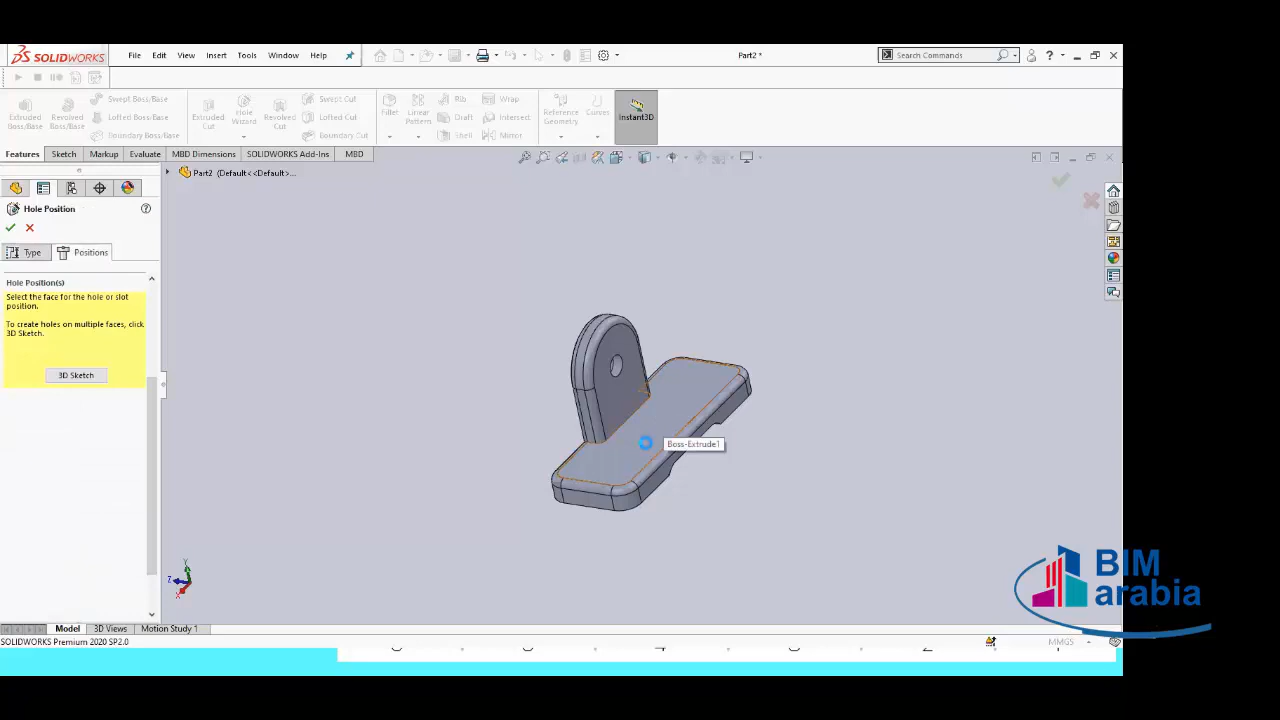 SOLIDWORKS File Edit View Insert Tools Window Help Part2 * Search Commands ?
Extruded Boss/Base
Revolved Boss/Base
Swept Boss/Base
Lofted Boss/Base
Boundary Boss/Base
Extruded Cut
Hole Wizard
Revolved Cut
Swept Cut
Lofted Cut
Boundary Cut
Fillet
Linear Pattern
Rib
Draft
Shell
Wrap
Intersect
Mirror
Reference Geometry
Curves
Instant3D
Features Sketch Markup Evaluate MBD Dimensions SOLIDWORKS Add-Ins MBD
Part2 (Default<<Default>...
Hole Position
Type Positions
Hole Position(s)
Select the face for the hole or slot
position.
To create holes on multiple faces, click
3D Sketch.
3D Sketch
Boss-Extrude1
Y
Z
X
BIM
arabia
Model 3D Views Motion Study 1
SOLIDWORKS Premium 2020 SP2.0
MMGS